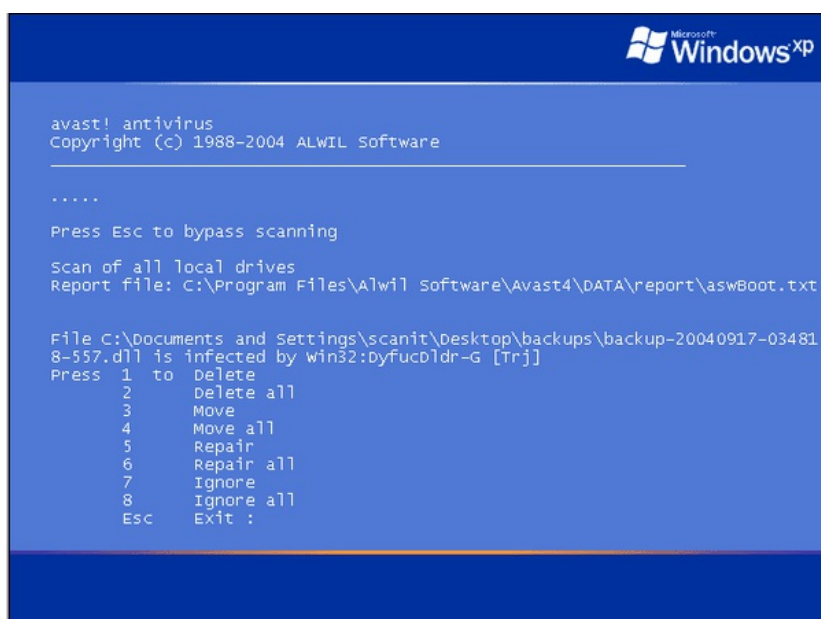 Microsoft
Windows xp
avast! antivirus
Copyright (c) 1988-2004 ALWIL Software
.....
Press Esc to bypass scanning
Scan of all local drives
Report file: C:\Program Files\Alwil Software\Avast4\DATA\report\aswBoot.txt
File C:\Documents and Settings\scanit\Desktop\backups\backup-20040917-03481
8-557.dll is infected by Win32:DyfucDldr-G [Trj]
Press 1 to Delete
2 Delete all
3 Move
4 Move all
5 Repair
6 Repair all
7 Ignore
8 Ignore all
Esc Exit :